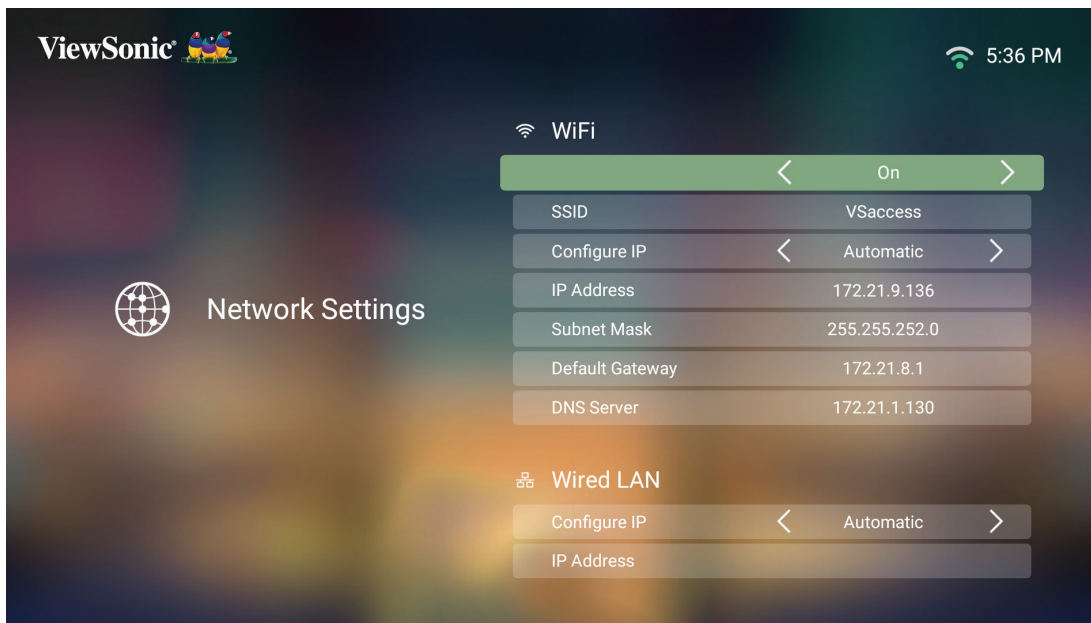 ViewSonic®
5:36 PM
WiFi
On
SSID VSaccess
Configure IP Automatic
Network Settings
IP Address 172.21.9.136
Subnet Mask 255.255.252.0
Default Gateway 172.21.8.1
DNS Server 172.21.1.130
Wired LAN
Configure IP Automatic
IP Address